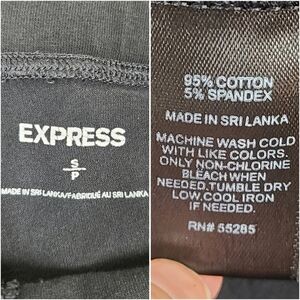 EXPRESS
S
P
MADE IN SRI LANKA/FABRIQUÉ AU SRI LANKA
95% COTTON
5% SPANDEX
MADE IN SRI LANKA
MACHINE WASH COLD
WITH LIKE COLORS.
ONLY NON-CHLORINE
BLEACH WHEN
NEEDED.TUMBLE DRY
LOW.COOL IRON
IF NEEDED.
RN# 55285